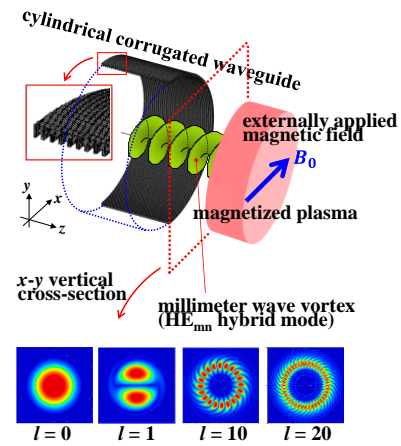 cylindrical corrugated waveguide
externally applied
magnetic field
B0
magnetized plasma
y
x
z
x-y vertical
cross-section
millimeter wave vortex
(HEmn hybrid mode)
l = 0
l = 1
l = 10
l = 20